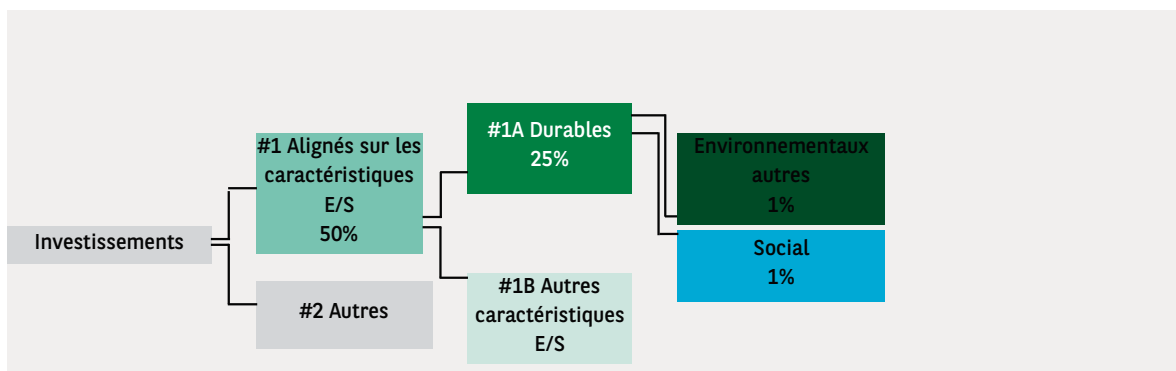 Investissements
#1 Alignés sur les
caractéristiques
E/S
50%
#2 Autres
#1A Durables
25%
#1B Autres
caractéristiques
E/S
Environnementaux
autres
1%
Social
1%